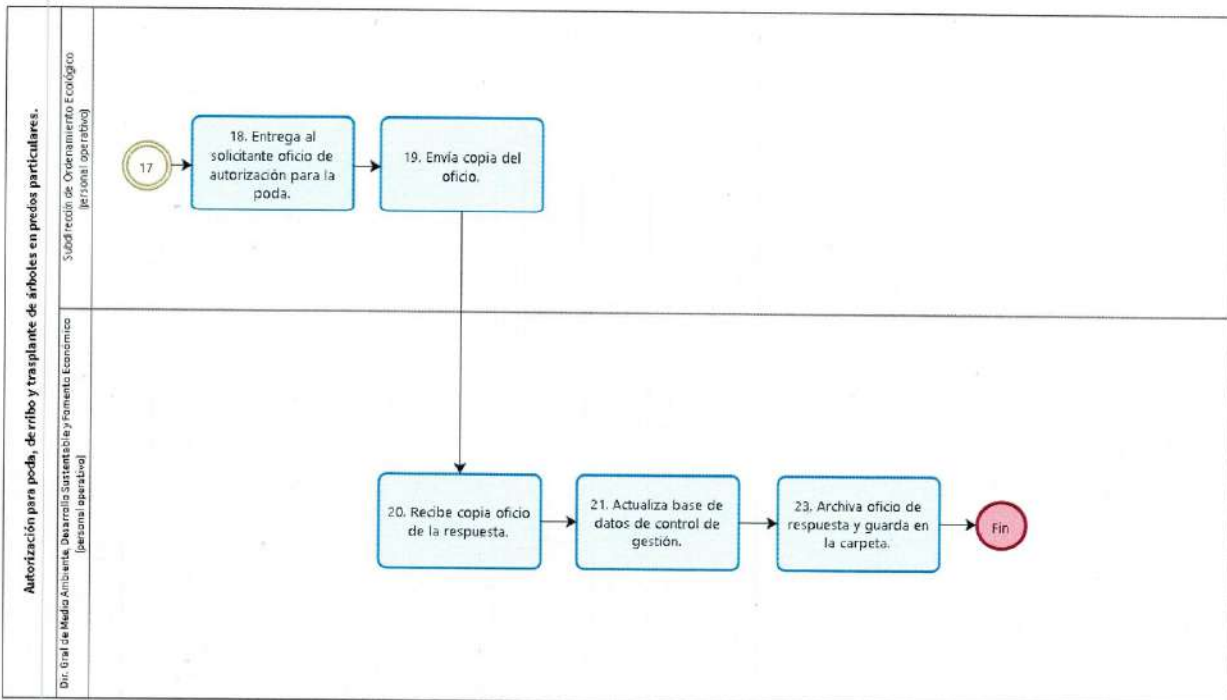 Autorización para poda, derribo y trasplante de árboles en predos particulares.
Subdirección de Ordenamiento Ecológico
(personal operativo)
17
18. Entrega al
solicitante oficio de
autorización para la
poda.
19. Envía copia del
oficio.
Dir. Gral de Medio Ambiente, Desarrollo Sustentable y Fomento Económico
(personal operativo)
20. Recibe copia oficio
de la respuesta.
21. Actualiza base de
datos de control de
gestión.
23. Archiva oficio de
respuesta y guarda en
la carpeta.
Fin